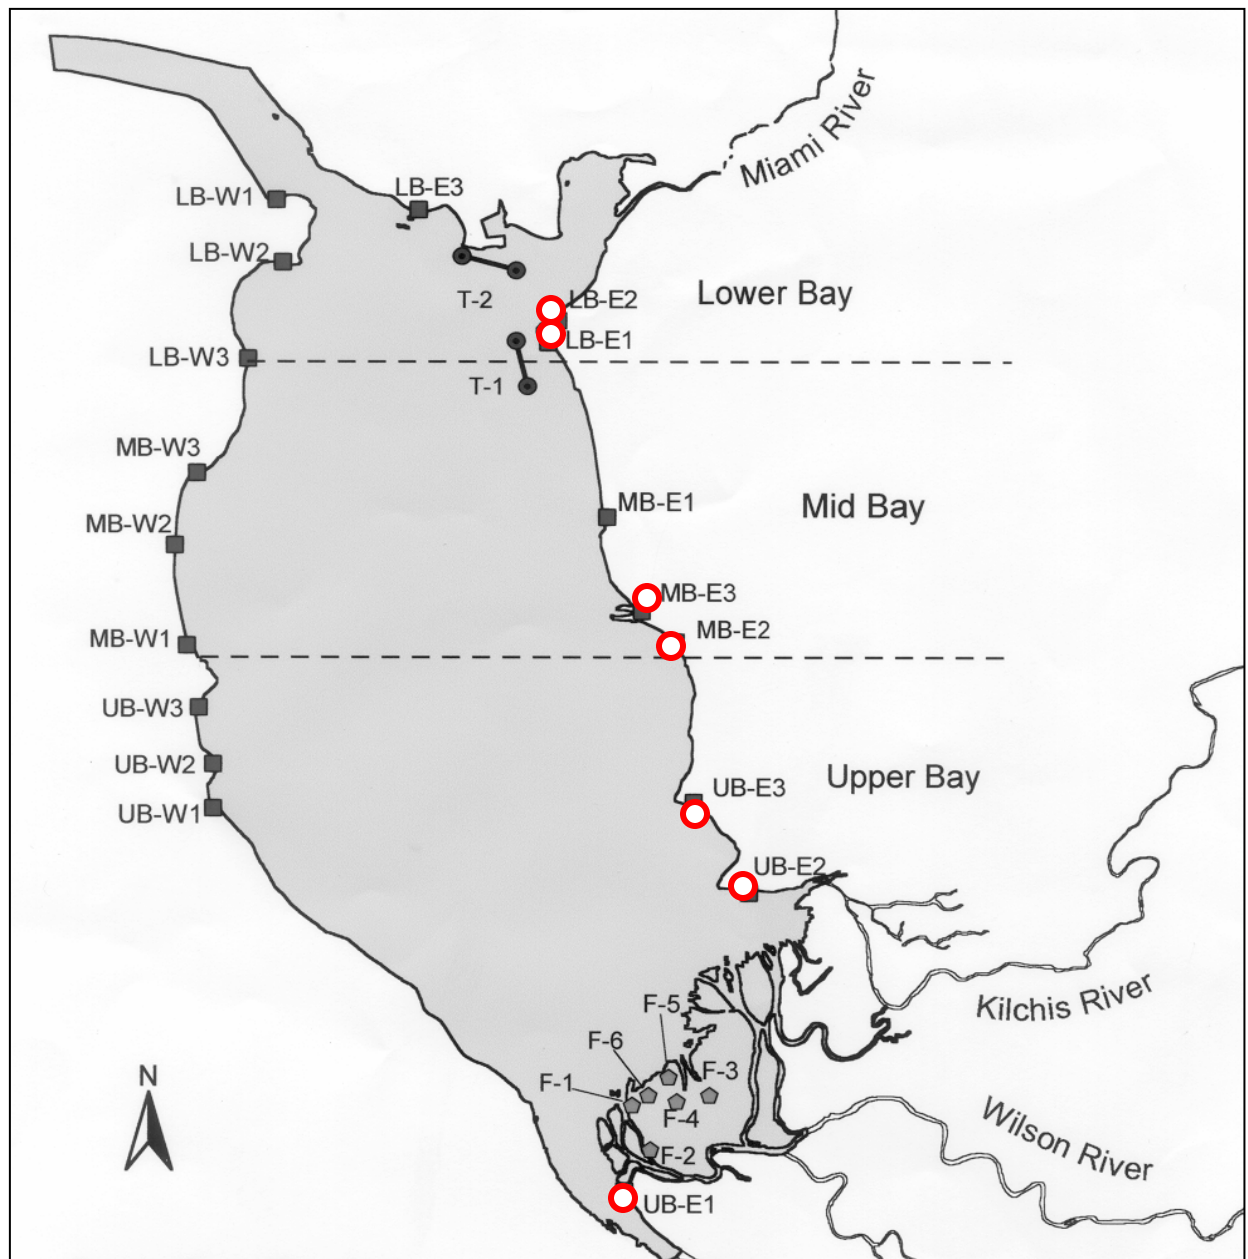 Miami River
LB-E3
LB-W1
LB-W2
LB-E2
Lower Bay
T-2
LB-E1
LB-W3
T-1
MB-W3
MB-E1
Mid Bay
MB-W2
MB-E3
MB-E2
MB-W1
UB-W3
UB-W2
Upper Bay
UB-E3
UB-W1
UB-E2
Kilchis River
F-5
F-6
F-3
N
F-1
F-4
Wilson River
F-2
UB-E1